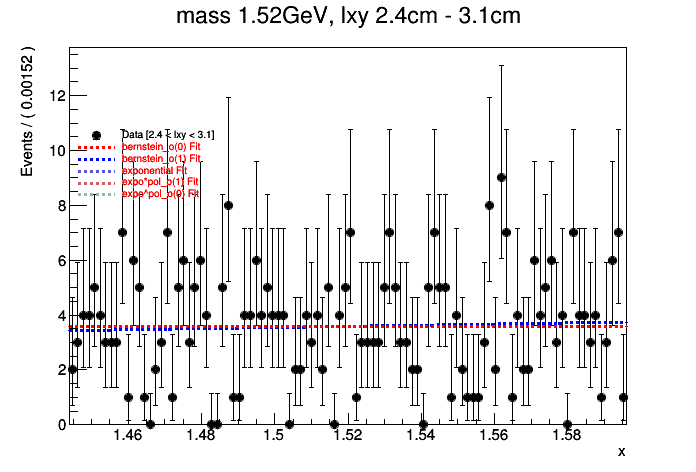 mass 1.52GeV, lxy 2.4cm - 3.1cm
Events / ( 0.00152 )
12
10
8
6
4
2
0
Data [2.4 < lxy < 3.1]
bernstein_o(0) Fit
bernstein_o(1) Fit
exponential Fit
expo*pol_o(1) Fit
expo^pol_o(0) Fit
1.46 1.48 1.5 1.52 1.54 1.56 1.58
x